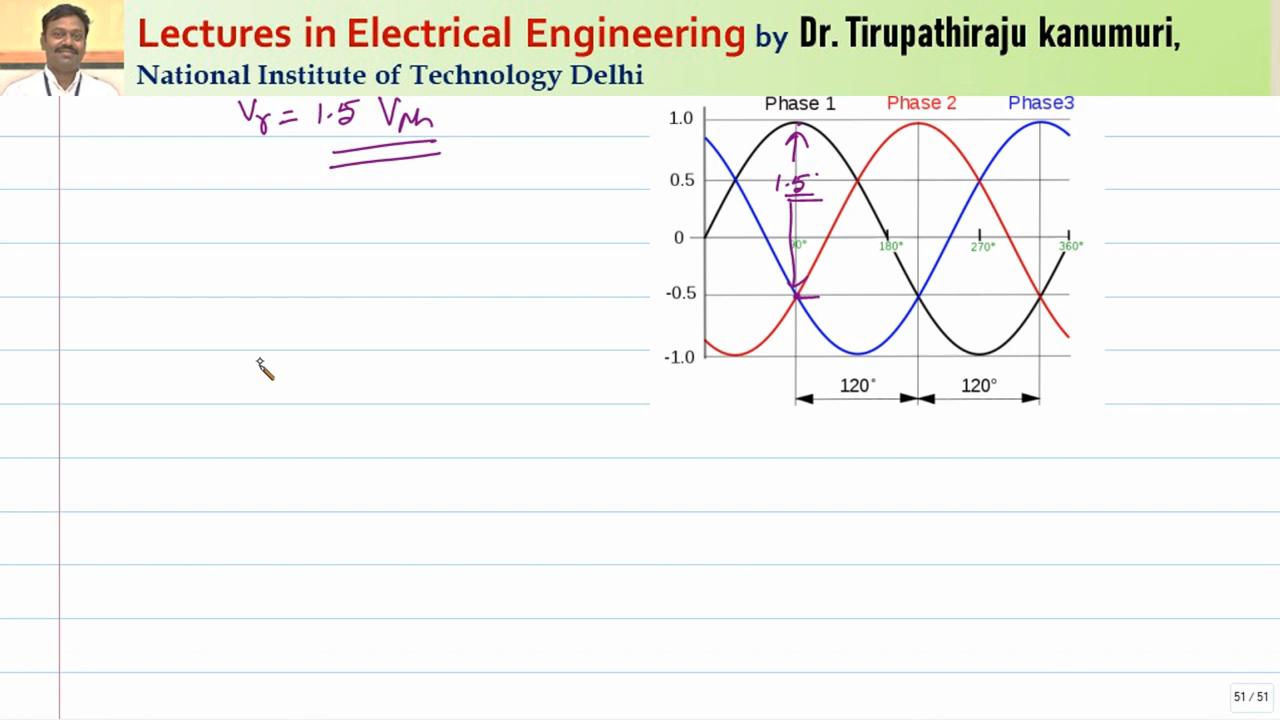 Lectures in Electrical Engineering by Dr. Tirupathiraju kanumuri,
National Institute of Technology Delhi
Vr = 1.5 Vph
Phase 1 Phase 2 Phase3
1.0
0.5
1.5
0
90° 180° 270° 360°
-0.5
-1.0
120° 120°
51 / 51